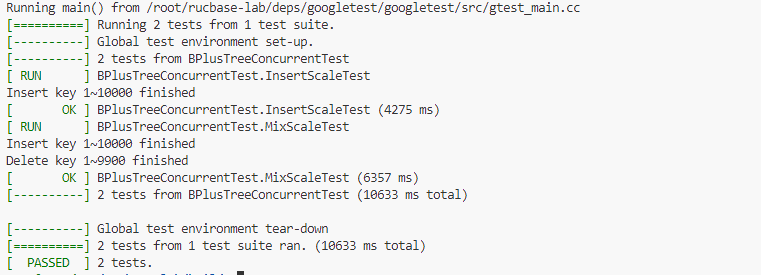 Running main() from /root/rucbase-lab/deps/googletest/googletest/src/gtest_main.cc
[==========] Running 2 tests from 1 test suite.
[----------] Global test environment set-up.
[----------] 2 tests from BPlusTreeConcurrentTest
[ RUN      ] BPlusTreeConcurrentTest.InsertScaleTest
Insert key 1~10000 finished
[       OK ] BPlusTreeConcurrentTest.InsertScaleTest (4275 ms)
[ RUN      ] BPlusTreeConcurrentTest.MixScaleTest
Insert key 1~10000 finished
Delete key 1~9900 finished
[       OK ] BPlusTreeConcurrentTest.MixScaleTest (6357 ms)
[----------] 2 tests from BPlusTreeConcurrentTest (10633 ms total)

[----------] Global test environment tear-down
[==========] 2 tests from 1 test suite ran. (10633 ms total)
[  PASSED  ] 2 tests.